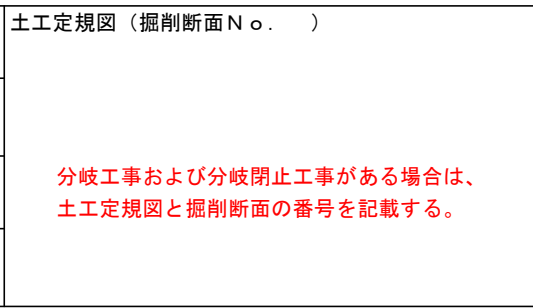 土工定規図（掘削断面Ｎｏ．　　）
分岐工事および分岐閉止工事がある場合は、
土工定規図と掘削断面の番号を記載する。